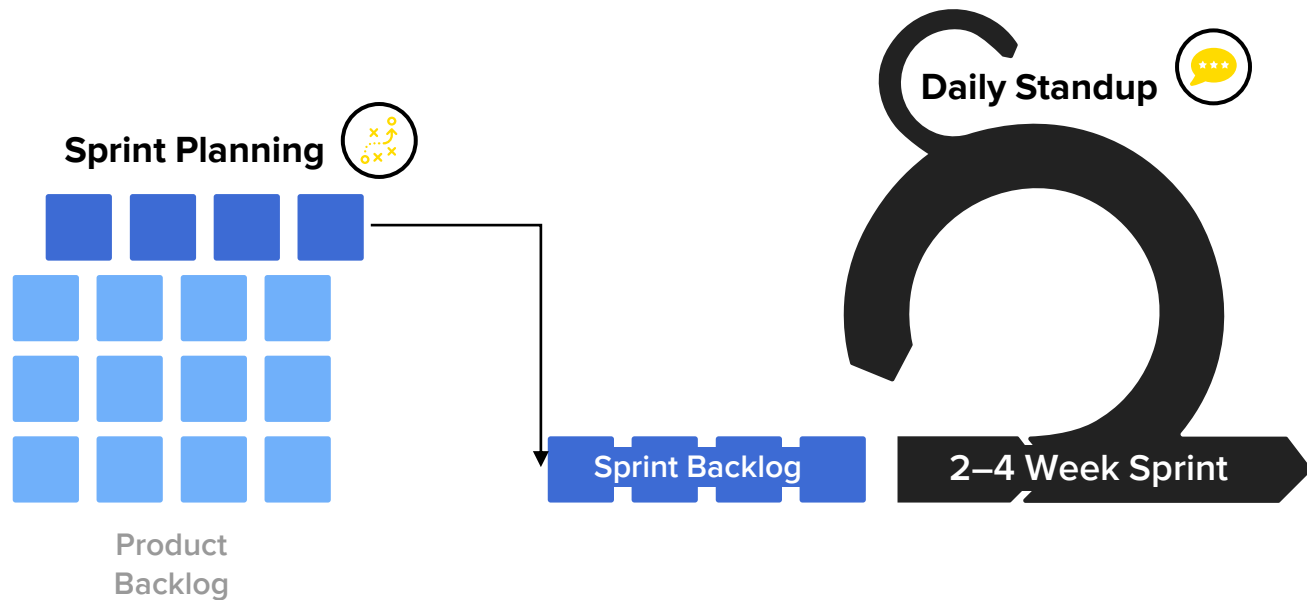 Daily Standup
Sprint Planning
Sprint Backlog
2–4 Week Sprint
Product
Backlog